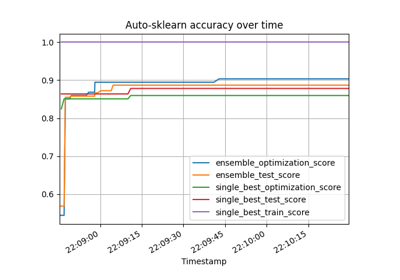 Auto-sklearn accuracy over time
1.0
0.9
0.8
0.7
0.6
ensemble_optimization_score
ensemble_test_score
single_best_optimization_score
single_best_test_score
single_best_train_score
22:09:00
22:09:15
22:09:30
22:09:45
22:10:00
22:10:15
Timestamp